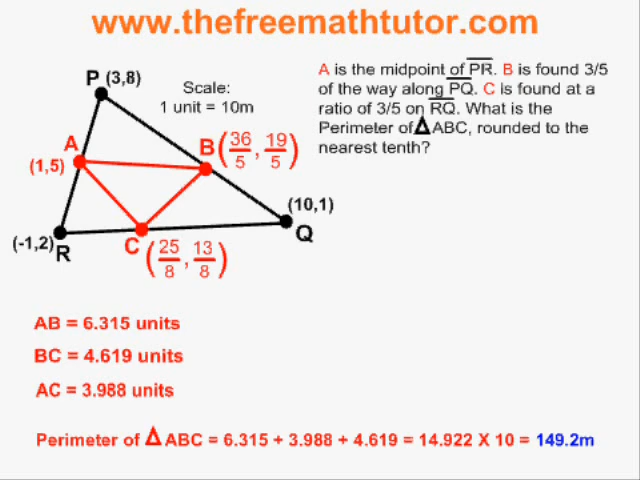 www.thefreemathtutor.com
P (3,8)
Scale:
1 unit = 10m
A is the midpoint of PR. B is found 3/5
of the way along PQ. C is found at a
ratio of 3/5 on RQ. What is the
Perimeter of Δ ABC, rounded to the
nearest tenth?
A
(1,5)
B (36/5, 19/5)
(10,1)
Q
(-1,2)
R
C (25/8, 13/8)
AB = 6.315 units
BC = 4.619 units
AC = 3.988 units
Perimeter of Δ ABC = 6.315 + 3.988 + 4.619 = 14.922 X 10 = 149.2m